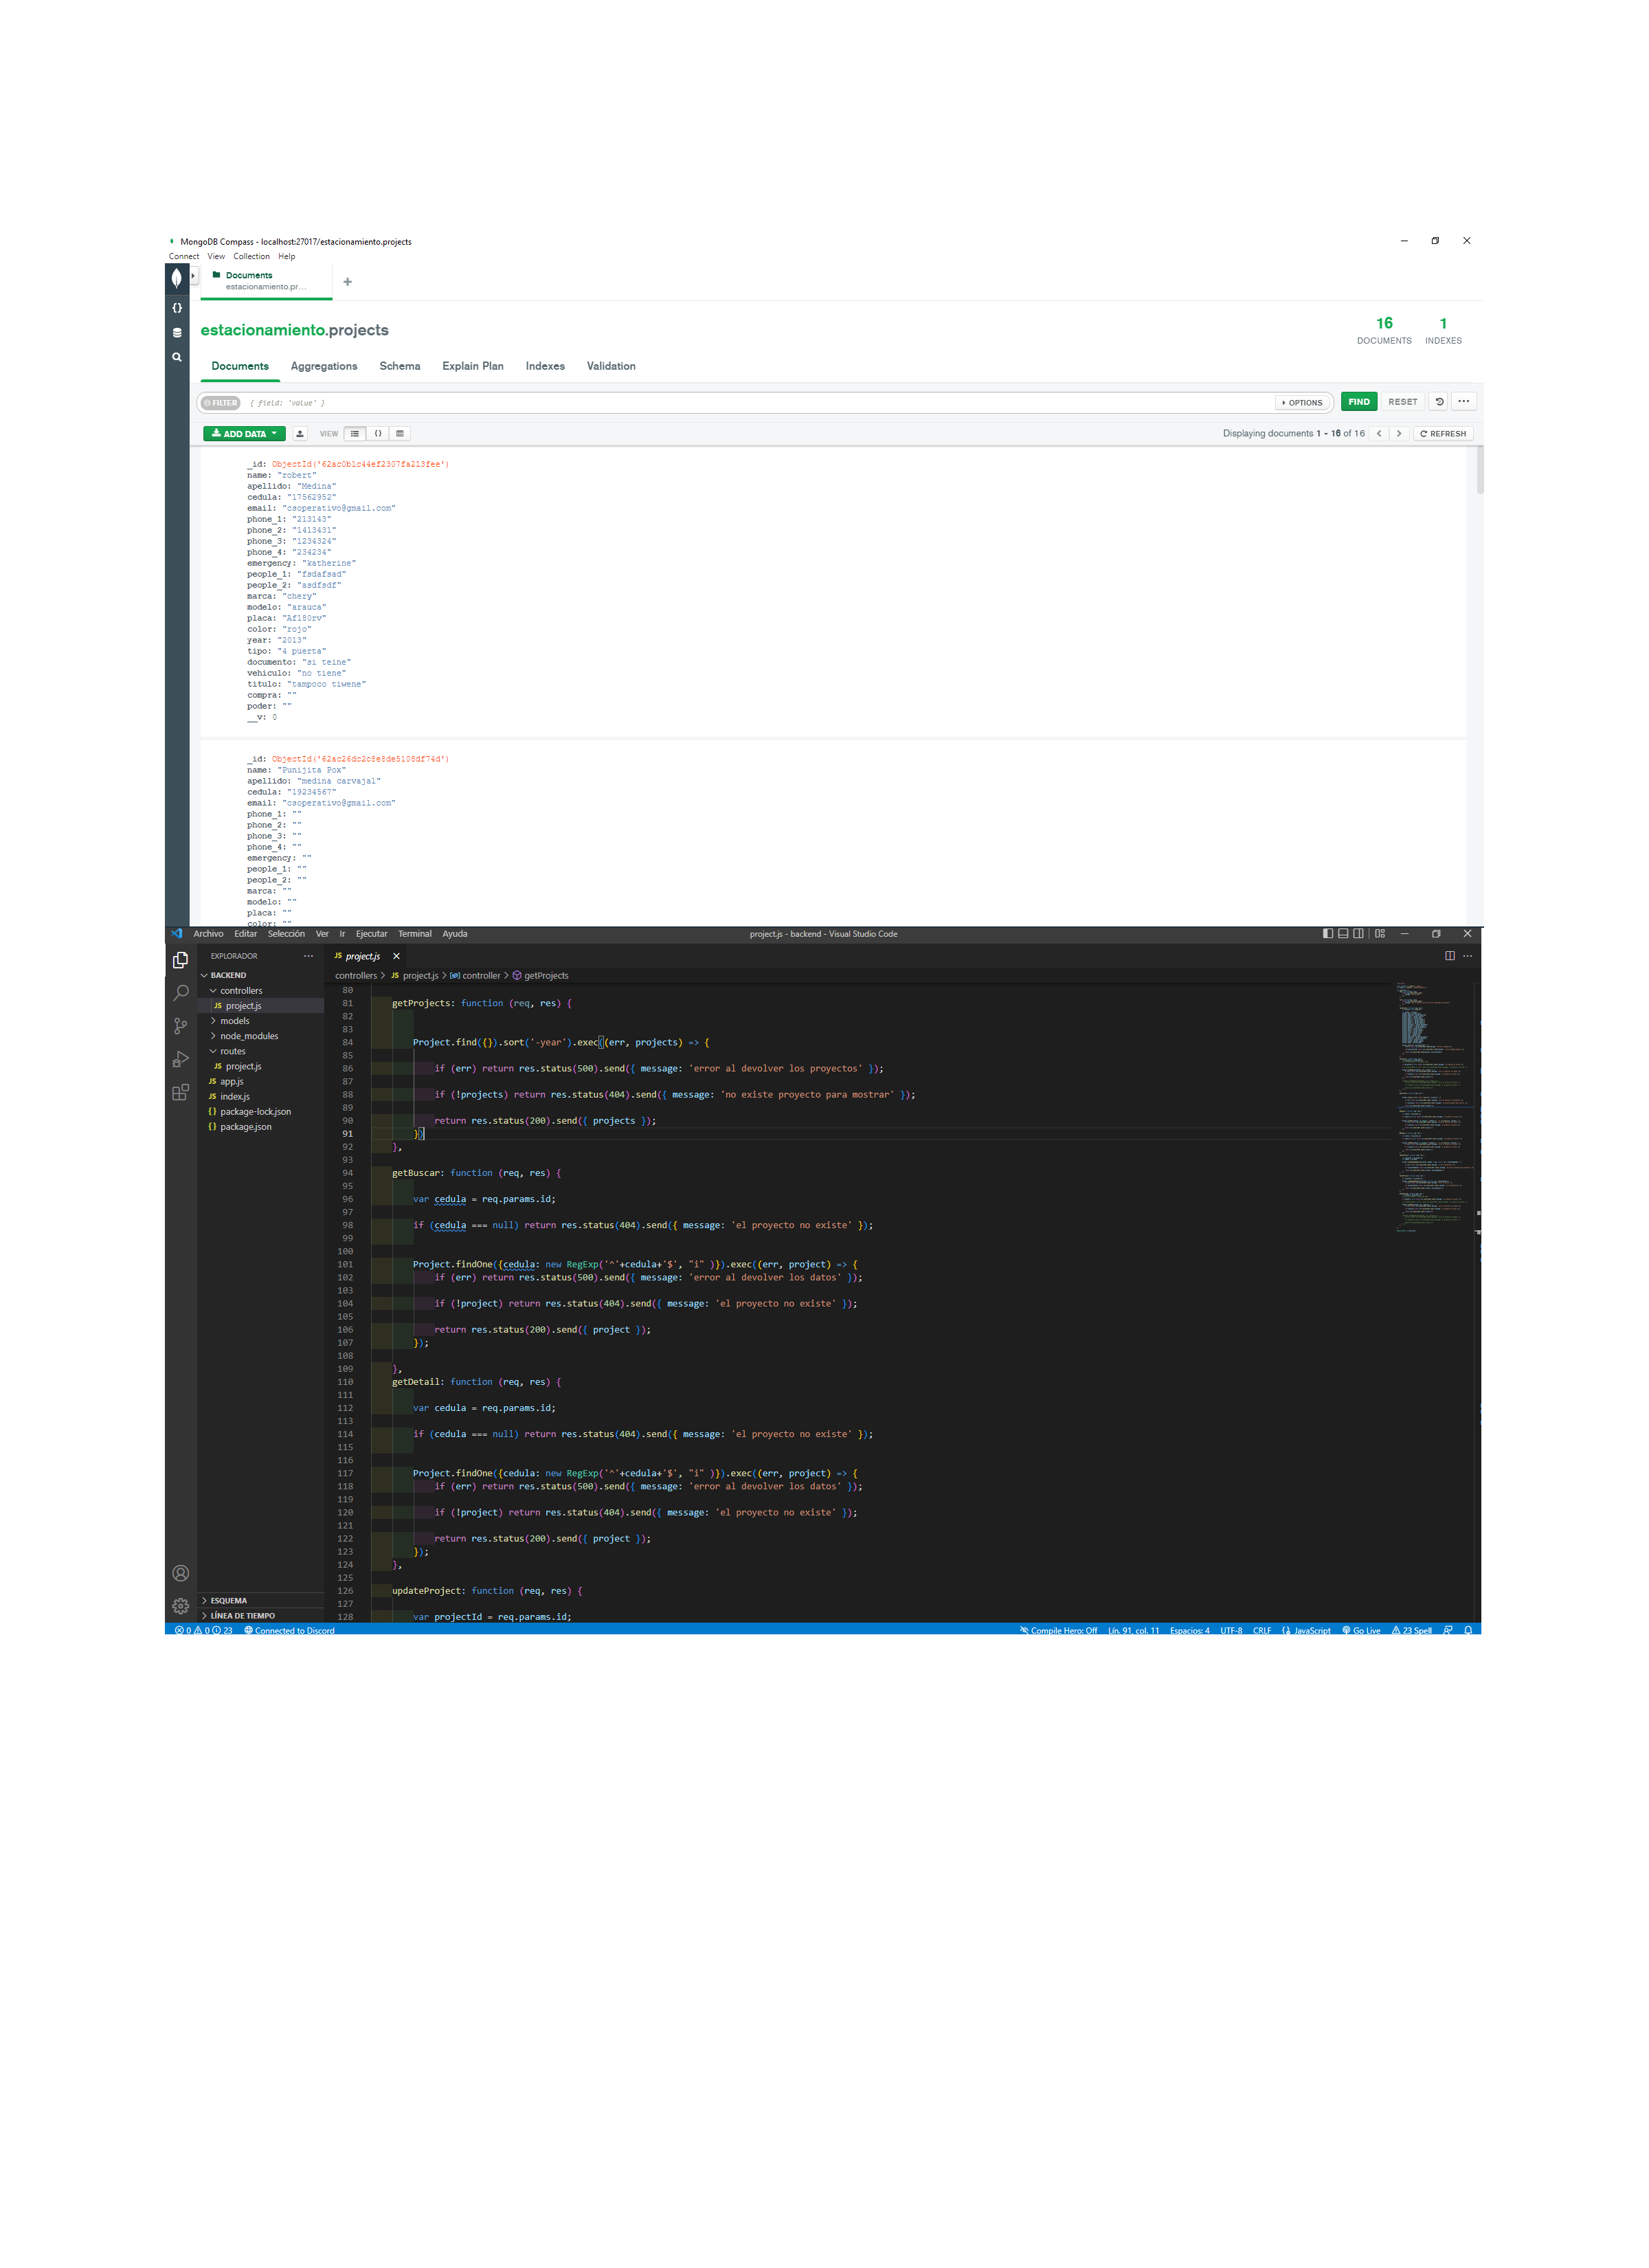 MongoDB Compass - localhost:27017/estacionamiento.projects
Connect View Collection Help
Documents
estacionamiento.pr...
estacionamiento.projects
16
DOCUMENTS
1
INDEXES
Documents Aggregations Schema Explain Plan Indexes Validation
FILTER { field: 'value' }
OPTIONS
FIND
RESET
ADD DATA
VIEW
Displaying documents 1 - 16 of 16
REFRESH
_id: ObjectId('62ac0b1c44ef2307fa213fee')
name: "robert"
apellido: "Medina"
cedula: "17562952"
email: "csoperativo@gmail.com"
phone_1: "213143"
phone_2: "1413431"
phone_3: "1234324"
phone_4: "234234"
emergency: "katherine"
people_1: "fsdafsad"
people_2: "asdfsdf"
marca: "chery"
modelo: "arauca"
placa: "Af180rv"
color: "rojo"
year: "2013"
tipo: "4 puerta"
documento: "si teine"
vehiculo: "no tiene"
titulo: "tampoco tiwene"
compra: ""
poder: ""
__v: 0
_id: ObjectId('62ac26dc2c8e8de5108df74d')
name: "Punijita Pox"
apellido: "medina carvajal"
cedula: "19234567"
email: "csoperativo@gmail.com"
phone_1: ""
phone_2: ""
phone_3: ""
phone_4: ""
emergency: ""
people_1: ""
people_2: ""
marca: ""
modelo: ""
placa: ""
color: ""
Archivo Editar Selección Ver Ir Ejecutar Terminal Ayuda
project.js - backend - Visual Studio Code
EXPLORADOR
BACKEND
controllers
JS project.js
models
node_modules
routes
JS project.js
JS app.js
JS index.js
{} package-lock.json
{} package.json
ESQUEMA
LÍNEA DE TIEMPO
JS project.js
controllers > JS project.js > controller > getProjects
80
81 getProjects: function (req, res) {
82
83
84 Project.find({}).sort('-year').exec((err, projects) => {
85
86 if (err) return res.status(500).send({ message: 'error al devolver los proyectos' });
87
88 if (!projects) return res.status(404).send({ message: 'no existe proyecto para mostrar' });
89
90 return res.status(200).send({ projects });
91 })
92 },
93
94 getBuscar: function (req, res) {
95
96 var cedula = req.params.id;
97
98 if (cedula === null) return res.status(404).send({ message: 'el proyecto no existe' });
99
100
101 Project.findOne({cedula: new RegExp('^'+cedula+'$', "i" )}).exec((err, project) => {
102 if (err) return res.status(500).send({ message: 'error al devolver los datos' });
103
104 if (!project) return res.status(404).send({ message: 'el proyecto no existe' });
105
106 return res.status(200).send({ project });
107 });
108
109 },
110 getDetail: function (req, res) {
111
112 var cedula = req.params.id;
113
114 if (cedula === null) return res.status(404).send({ message: 'el proyecto no existe' });
115
116
117 Project.findOne({cedula: new RegExp('^'+cedula+'$', "i" )}).exec((err, project) => {
118 if (err) return res.status(500).send({ message: 'error al devolver los datos' });
119
120 if (!project) return res.status(404).send({ message: 'el proyecto no existe' });
121
122 return res.status(200).send({ project });
123 });
124 },
125
126 updateProject: function (req, res) {
127
128 var projectId = req.params.id;
0 0 23 Connected to Discord
Compile Hero: Off Lín. 91, col. 11 Espacios: 4 UTF-8 CRLF JavaScript Go Live 23 Spell